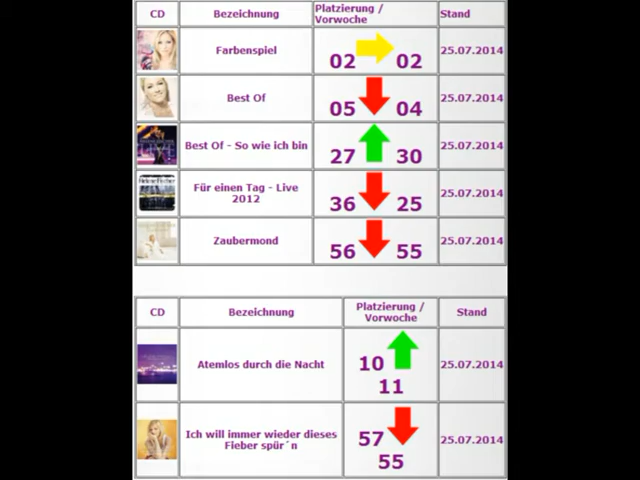 CD Bezeichnung Platzierung / Vorwoche Stand
Farbenspiel 02 02 25.07.2014
Best Of 05 04 25.07.2014
Best Of - So wie ich bin 27 30 25.07.2014
Für einen Tag - Live 2012 36 25 25.07.2014
Zaubermond 56 55 25.07.2014
CD Bezeichnung Platzierung / Vorwoche Stand
Atemlos durch die Nacht 10 11 25.07.2014
Ich will immer wieder dieses Fieber spür´n 57 55 25.07.2014